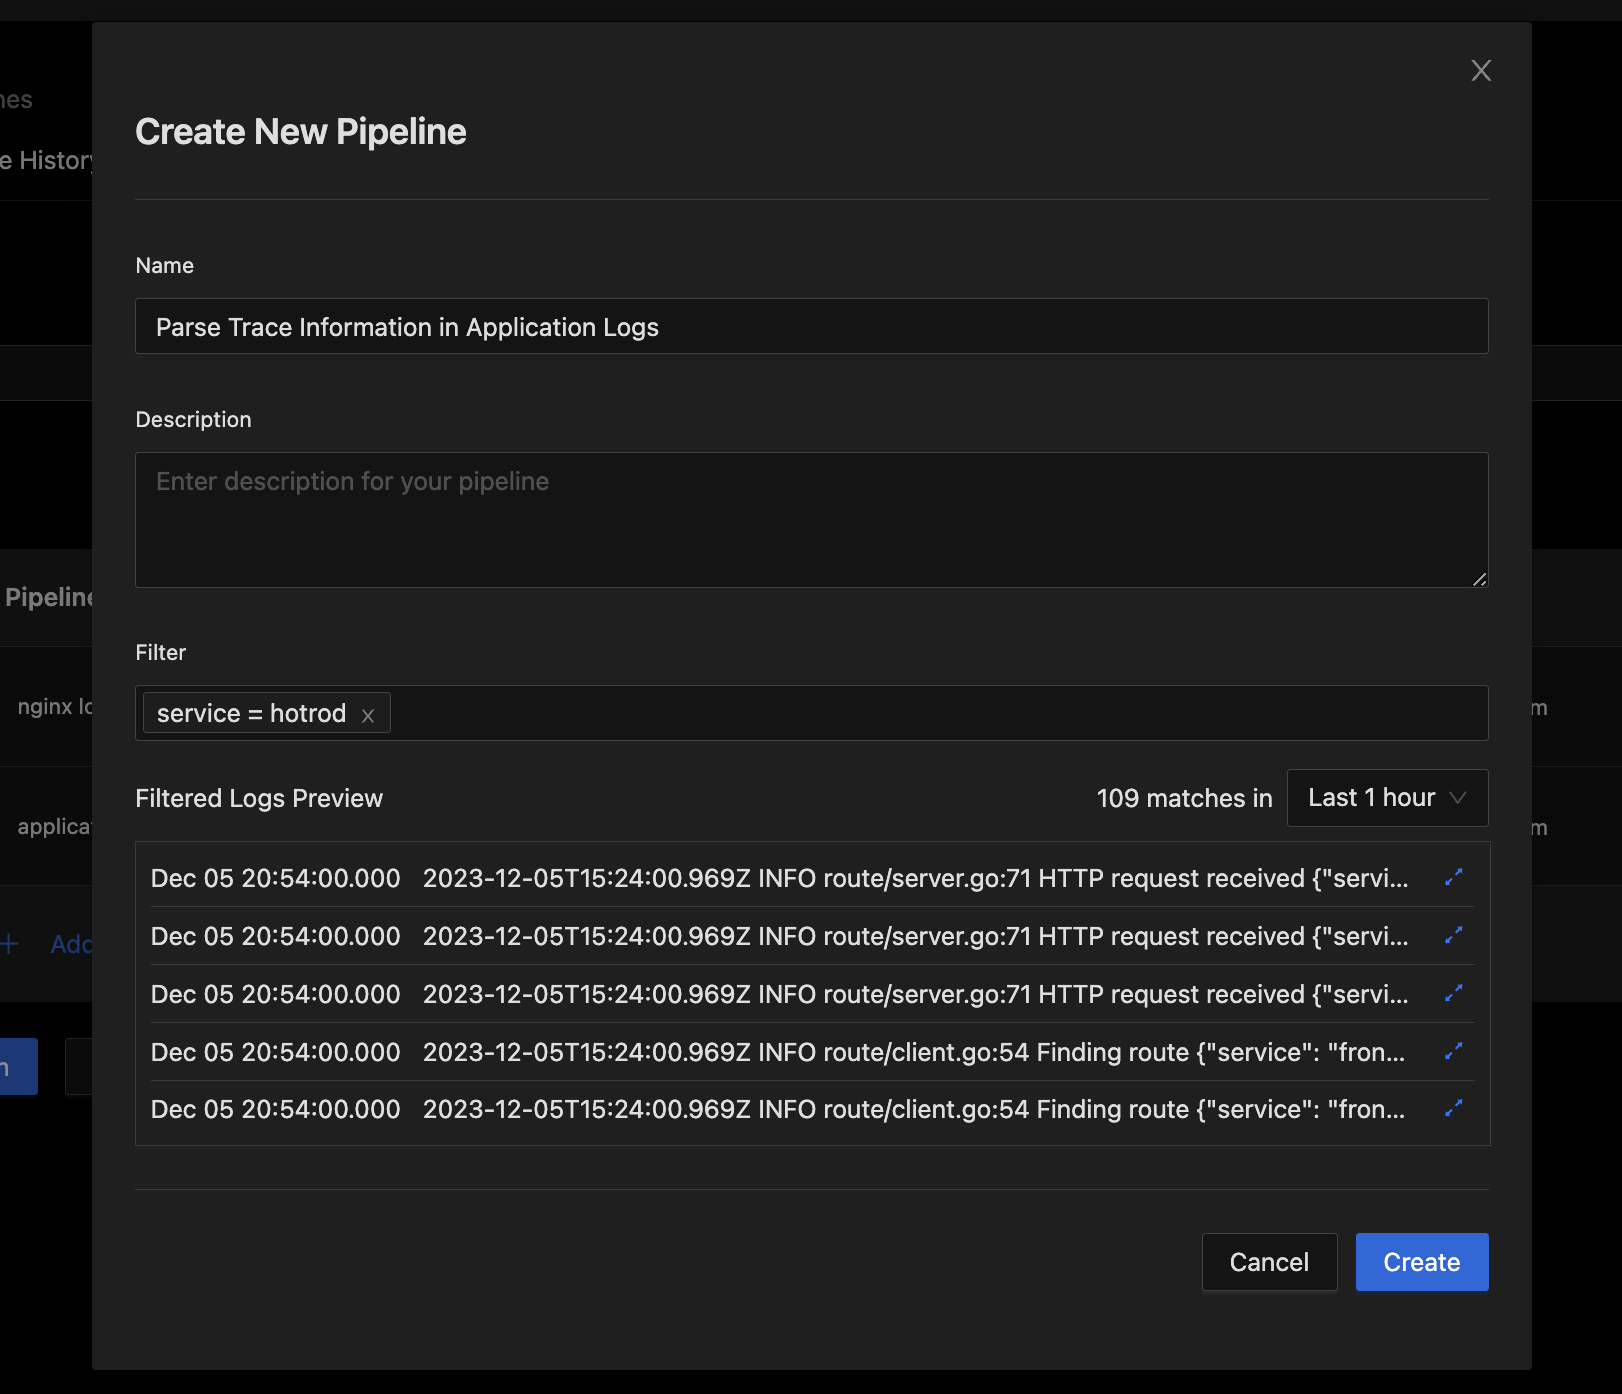 Create New Pipeline
e History
Name
Parse Trace Information in Application Logs
Description
Enter description for your pipeline
Pipeline
Filter
nginx
service = hotrod x
Filtered Logs Preview
109 matches in
Last 1 hour
Dec 05 20:54:00.000 2023-12-05T15:24:00.969Z INFO route/server.go:71 HTTP request received {"servi...
Dec 05 20:54:00.000 2023-12-05T15:24:00.969Z INFO route/server.go:71 HTTP request received {"servi...
Add
Dec 05 20:54:00.000 2023-12-05T15:24:00.969Z INFO route/server.go:71 HTTP request received {"servi...
Dec 05 20:54:00.000 2023-12-05T15:24:00.969Z INFO route/client.go:54 Finding route {"service": "fron...
Dec 05 20:54:00.000 2023-12-05T15:24:00.969Z INFO route/client.go:54 Finding route {"service": "fron...
Cancel
Create